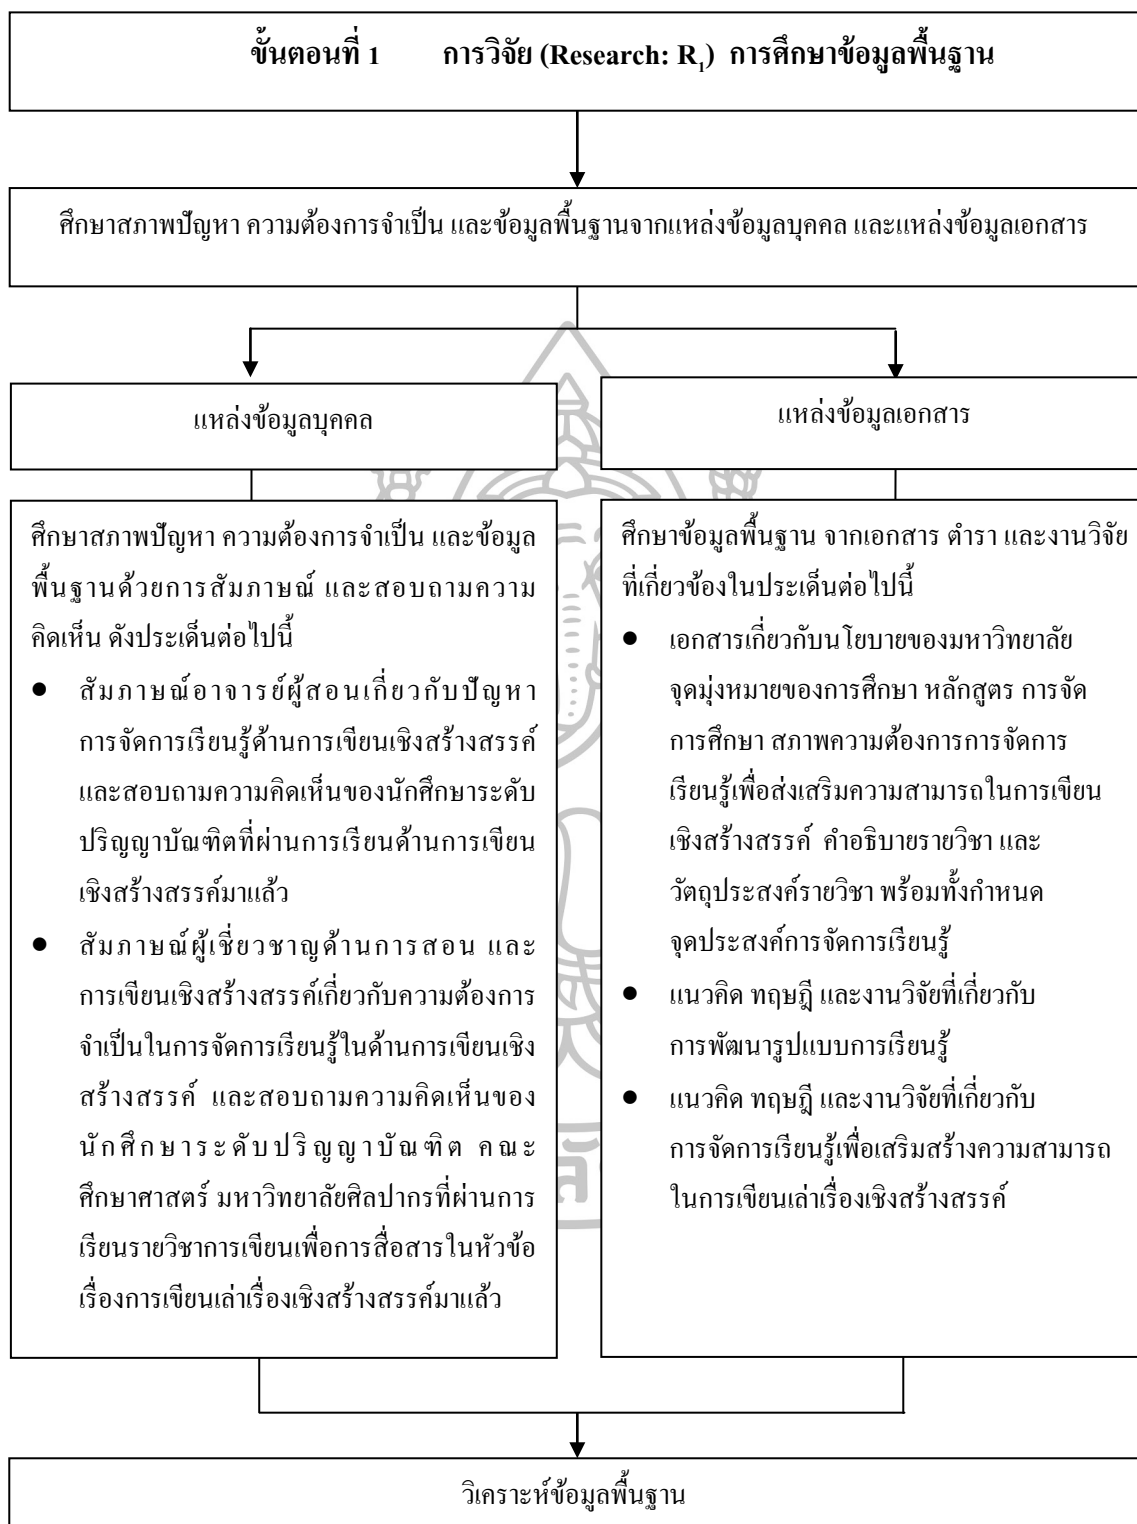 ขั้นตอนที่ 1 การวิจัย (Research: R₁) การศึกษาข้อมูลพื้นฐาน
ศึกษาสภาพปัญหา ความต้องการจำเป็น และข้อมูลพื้นฐานจากแหล่งข้อมูลบุคคล และแหล่งข้อมูลเอกสาร
แหล่งข้อมูลบุคคล
แหล่งข้อมูลเอกสาร
ศึกษาสภาพปัญหา ความต้องการจำเป็น และข้อมูล
พื้นฐานด้วยการสัมภาษณ์ และสอบถามความ
คิดเห็น ดังประเด็นต่อไปนี้
● สัมภาษณ์อาจารย์ผู้สอนเกี่ยวกับปัญหา
การจัดการเรียนรู้ด้านการเขียนเชิงสร้างสรรค์
และสอบถามความคิดเห็นของนักศึกษาระดับ
ปริญญาบัณฑิตที่ผ่านการเรียนด้านการเขียน
เชิงสร้างสรรค์มาแล้ว
● สัมภาษณ์ผู้เชี่ยวชาญด้านการสอน และ
การเขียนเชิงสร้างสรรค์เกี่ยวกับความต้องการ
จำเป็นในการจัดการเรียนรู้ในด้านการเขียนเชิง
สร้างสรรค์ และสอบถามความคิดเห็นของ
นักศึกษาระดับปริญญาบัณฑิต คณะ
ศึกษาศาสตร์ มหาวิทยาลัยศิลปากรที่ผ่านการ
เรียนรายวิชาการเขียนเพื่อการสื่อสารในหัวข้อ
เรื่องการเขียนเล่าเรื่องเชิงสร้างสรรค์มาแล้ว
ศึกษาข้อมูลพื้นฐาน จากเอกสาร ตำรา และงานวิจัย
ที่เกี่ยวข้องในประเด็นต่อไปนี้
● เอกสารเกี่ยวกับนโยบายของมหาวิทยาลัย
จุดมุ่งหมายของการศึกษา หลักสูตร การจัด
การศึกษา สภาพความต้องการการจัดการ
เรียนรู้เพื่อส่งเสริมความสามารถในการเขียน
เชิงสร้างสรรค์ คำอธิบายรายวิชา และ
วัตถุประสงค์รายวิชา พร้อมทั้งกำหนด
จุดประสงค์การจัดการเรียนรู้
● แนวคิด ทฤษฎี และงานวิจัยที่เกี่ยวกับ
การพัฒนารูปแบบการเรียนรู้
● แนวคิด ทฤษฎี และงานวิจัยที่เกี่ยวกับ
การจัดการเรียนรู้เพื่อเสริมสร้างความสามารถ
ในการเขียนเล่าเรื่องเชิงสร้างสรรค์
วิเคราะห์ข้อมูลพื้นฐาน